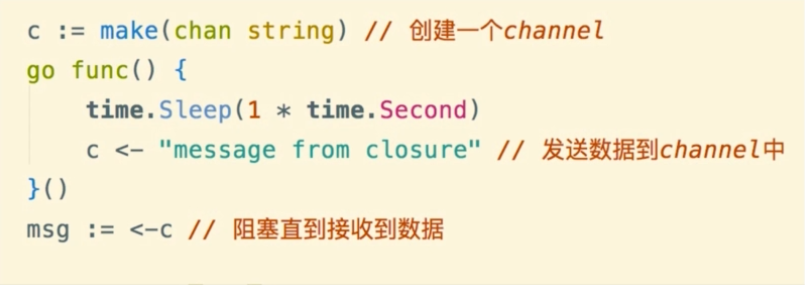 c := make(chan string) // 创建一个channel
go func() {
    time.Sleep(1 * time.Second)
    c <- "message from closure" // 发送数据到channel中
}()
msg := <-c // 阻塞直到接收到数据